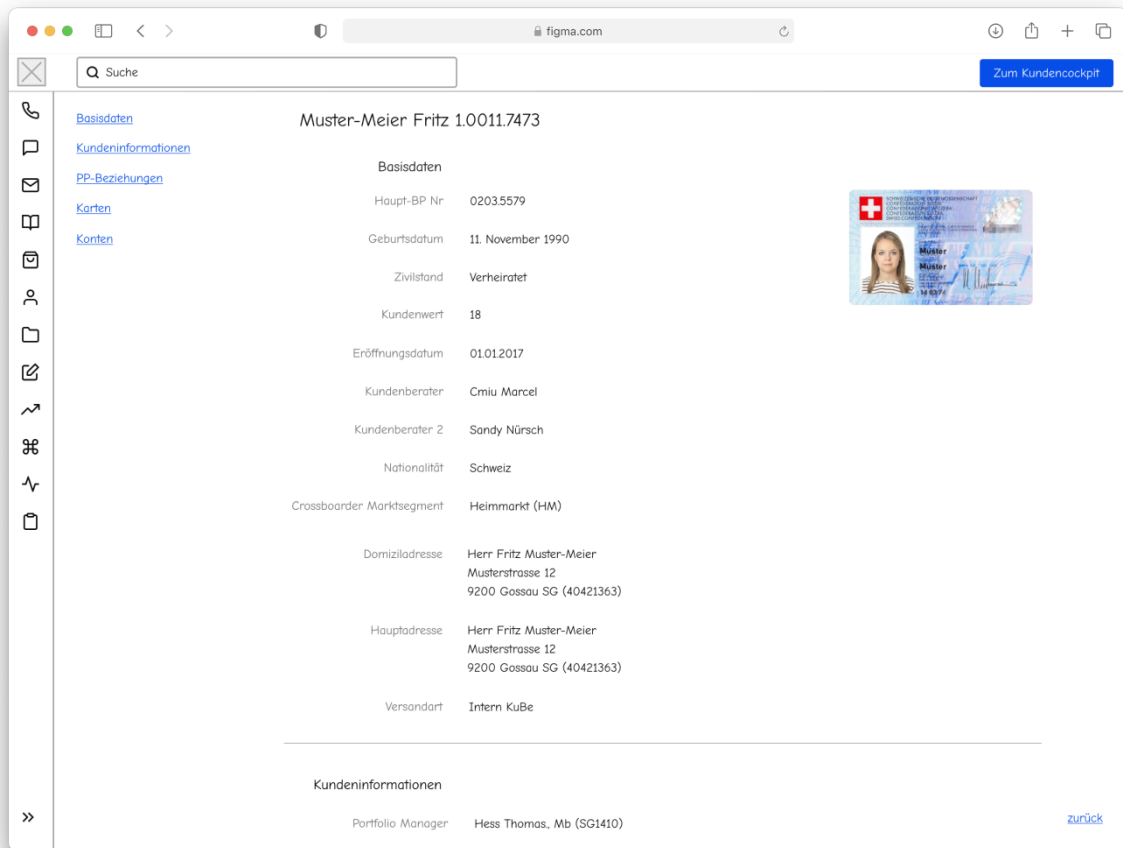 figma.com
Suche
Zum Kundencockpit
Basisdaten
Kundeninformationen
PP-Beziehungen
Karten
Konten
Muster-Meier Fritz 1.0011.7473
Basisdaten
Haupt-BP Nr 0203.5579
Geburtsdatum 11. November 1990
Zivilstand Verheiratet
Kundenwert 18
Eröffnungsdatum 01.01.2017
Kundenberater Cmiu Marcel
Kundenberater 2 Sandy Nürsch
Nationalität Schweiz
Crossboarder Marktsegment Heimmarkt (HM)
Domiziladresse Herr Fritz Muster-Meier
Musterstrasse 12
9200 Gossau SG (40421363)
Hauptadresse Herr Fritz Muster-Meier
Musterstrasse 12
9200 Gossau SG (40421363)
Versandart Intern KuBe
Kundeninformationen
Portfolio Manager Hess Thomas., Mb (SG1410)
zurück
Muster
Muster